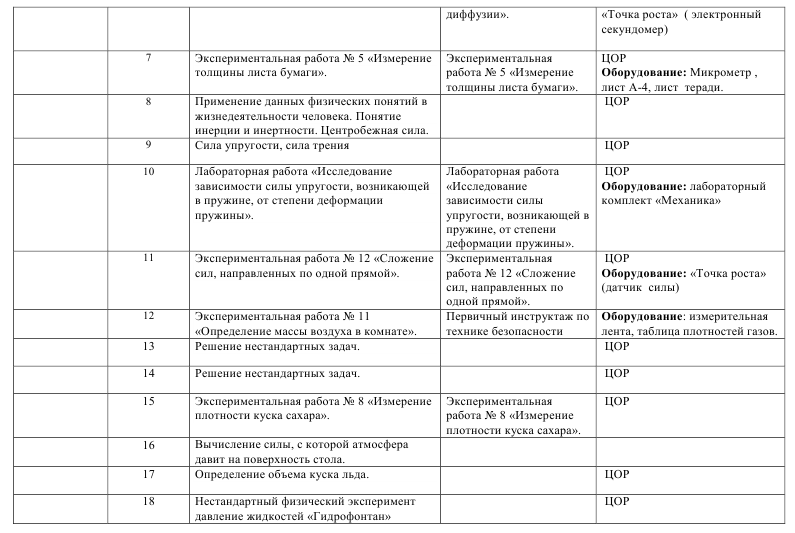 диффузии».
«Точка роста» ( электронный
секундомер)
7
Экспериментальная работа № 5 «Измерение
толщины листа бумаги».
Экспериментальная
работа № 5 «Измерение
толщины листа бумаги».
ЦОР
Оборудование: Микрометр ,
лист А-4, лист теради.
8
Применение данных физических понятий в
жизнедеятельности человека. Понятие
инерции и инертности. Центробежная сила.
ЦОР
9
Сила упругости, сила трения
ЦОР
10
Лабораторная работа «Исследование
зависимости силы упругости, возникающей
в пружине, от степени деформации
пружины».
Лабораторная работа
«Исследование
зависимости силы
упругости, возникающей в
пружине, от степени
деформации пружины».
ЦОР
Оборудование: лабораторный
комплект «Механика»
11
Экспериментальная работа № 12 «Сложение
сил, направленных по одной прямой».
Экспериментальная
работа № 12 «Сложение
сил, направленных по
одной прямой».
ЦОР
Оборудование: «Точка роста»
(датчик силы)
12
Экспериментальная работа № 11
«Определение массы воздуха в комнате».
Первичный инструктаж по
технике безопасности
Оборудование: измерительная
лента, таблица плотностей газов.
13
Решение нестандартных задач.
ЦОР
14
Решение нестандартных задач.
ЦОР
15
Экспериментальная работа № 8 «Измерение
плотности куска сахара».
Экспериментальная
работа № 8 «Измерение
плотности куска сахара».
ЦОР
16
Вычисление силы, с которой атмосфера
давит на поверхность стола.
17
Определение объема куска льда.
ЦОР
18
Нестандартный физический эксперимент
давление жидкостей «Гидрофонтан»
ЦОР